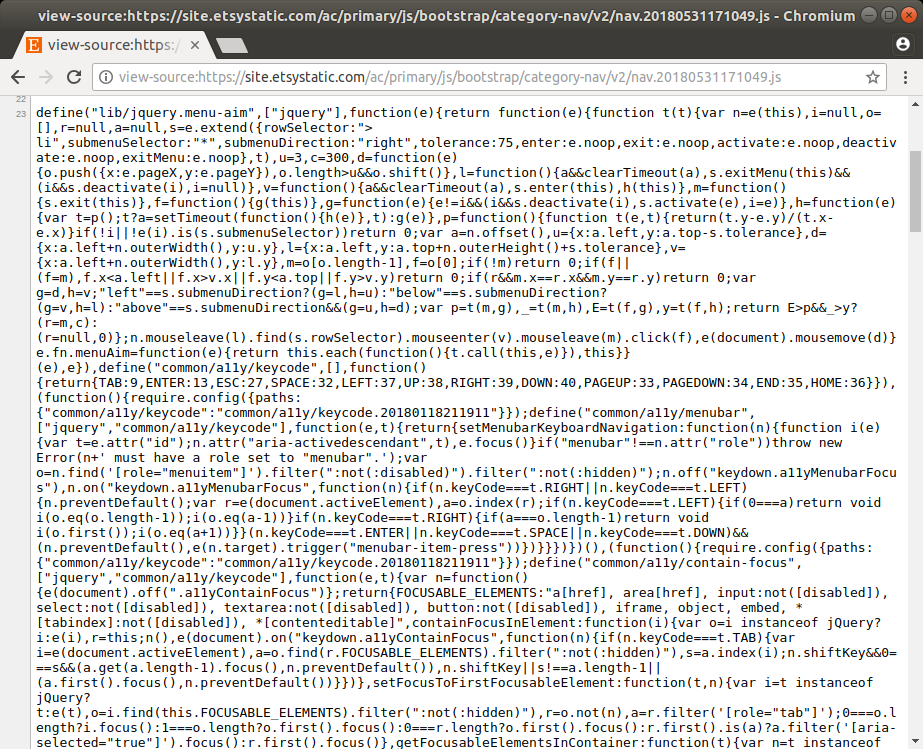 view-source:https://site.etsystatic.com/ac/primary/js/bootstrap/category-nav/v2/nav.20180531171049.js - Chromium
view-source:https:/
view-source:https://site.etsystatic.com/ac/primary/js/bootstrap/category-nav/v2/nav.20180531171049.js
22
23
define("lib/jquery.menu-aim",["jquery"],function(e){return function(e){function t(t){var n=e(this),i=null,o=
[],r=null,a=null,s=e.extend({rowSelector:">
li",submenuSelector:"*",submenuDirection:"right",tolerance:75,enter:e.noop,exit:e.noop,activate:e.noop,deactiv
ate:e.noop,exitMenu:e.noop},t),u=3,c=300,d=function(e)
{o.push({x:e.pageX,y:e.pageY}),o.length>u&&o.shift()},l=function(){a&&clearTimeout(a),s.exitMenu(this)&&
(i&&s.deactivate(i),i=null)},v=function(){a&&clearTimeout(a),s.enter(this),h(this)},m=function()
{s.exit(this)},f=function(){g(this)},g=function(e){e!=i&&(i&&s.deactivate(i),s.activate(e),i=e)},h=function(e)
{var t=p();t?a=setTimeout(function(){h(e)},t):g(e)},p=function(){function t(e,t){return(t.y-e.y)/(t.x-
e.x)}if(!i||!e(i).is(s.submenuSelector))return 0;var a=n.offset(),u={x:a.left,y:a.top-s.tolerance},d=
{x:a.left+n.outerWidth(),y:u.y},l={x:a.left,y:a.top+n.outerHeight()+s.tolerance},v=
{x:a.left+n.outerWidth(),y:l.y},m=o[o.length-1],f=o[0];if(!m)return 0;if(f||
(f=m),f.x<a.left||f.x>v.x||f.y<a.top||f.y>v.y)return 0;if(r&&m.x==r.x&&m.y==r.y)return 0;var
g=d,h=v;"left"==s.submenuDirection?(g=l,h=u):"below"==s.submenuDirection?
(g=v,h=l):"above"==s.submenuDirection&&(g=u,h=d);var p=t(m,g),_=t(m,h),E=t(f,g),y=t(f,h);return E>p&&_>y?
(r=m,c):
(r=null,0)};n.mouseleave(l).find(s.rowSelector).mouseenter(v).mouseleave(m).click(f),e(document).mousemove(d)}
e.fn.menuAim=function(e){return this.each(function(){t.call(this,e)}),this}}
(e),e}),define("common/a11y/keycode",[],function()
{return{TAB:9,ENTER:13,ESC:27,SPACE:32,LEFT:37,UP:38,RIGHT:39,DOWN:40,PAGEUP:33,PAGEDOWN:34,END:35,HOME:36}}),
(function(){require.config({paths:
{"common/a11y/keycode":"common/a11y/keycode.20180118211911"}});define("common/a11y/menubar",
["jquery","common/a11y/keycode"],function(e,t){return{setMenubarKeyboardNavigation:function(n){function i(e)
{var t=e.attr("id");n.attr("aria-activedescendant",t),e.focus()}if("menubar"!==n.attr("role"))throw new
Error(n+' must have a role set to "menubar".');var
o=n.find('[role="menuitem"]').filter(":not(:disabled)").filter(":not(:hidden)");n.off("keydown.a11yMenubarFocu
s"),n.on("keydown.a11yMenubarFocus",function(n){if(n.keyCode===t.RIGHT||n.keyCode===t.LEFT)
{n.preventDefault();var r=e(document.activeElement),a=o.index(r);if(n.keyCode===t.LEFT){if(0===a)return void
i(o.eq(o.length-1));i(o.eq(a-1))}if(n.keyCode===t.RIGHT){if(a===o.length-1)return void
i(o.first());i(o.eq(a+1))}}(n.keyCode===t.ENTER||n.keyCode===t.SPACE||n.keyCode===t.DOWN)&&
(n.preventDefault(),e(n.target).trigger("menubar-item-press"))})}}})})(),(function(){require.config({paths:
{"common/a11y/keycode":"common/a11y/keycode.20180118211911"}});define("common/a11y/contain-focus",
["jquery","common/a11y/keycode"],function(e,t){var n=function()
{e(document).off(".a11yContainFocus")};return{FOCUSABLE_ELEMENTS:"a[href], area[href], input:not([disabled]),
select:not([disabled]), textarea:not([disabled]), button:not([disabled]), iframe, object, embed, *
[tabindex]:not([disabled]), *[contenteditable]",containFocusInElement:function(i){var o=i instanceof jQuery?
i:e(i),r=this;n(),e(document).on("keydown.a11yContainFocus",function(n){if(n.keyCode===t.TAB){var
i=e(document.activeElement),a=o.find(r.FOCUSABLE_ELEMENTS).filter(":not(:hidden)"),s=a.index(i);n.shiftKey&&0=
==s&&(a.get(a.length-1).focus(),n.preventDefault()),n.shiftKey||s!==a.length-1||
(a.first().focus(),n.preventDefault())}})},setFocusToFirstFocusableElement:function(t,n){var i=t instanceof
jQuery?
t:e(t),o=i.find(this.FOCUSABLE_ELEMENTS).filter(":not(:hidden)"),r=o.not(n),a=r.filter('[role="tab"]');0===o.l
ength?i.focus():1===o.length?o.first().focus():0===r.length?o.first().focus:r.first().is(a)?a.filter('[aria-
selected="true"]').focus():r.first().focus()},getFocusableElementsInContainer:function(t){var n=t instanceof